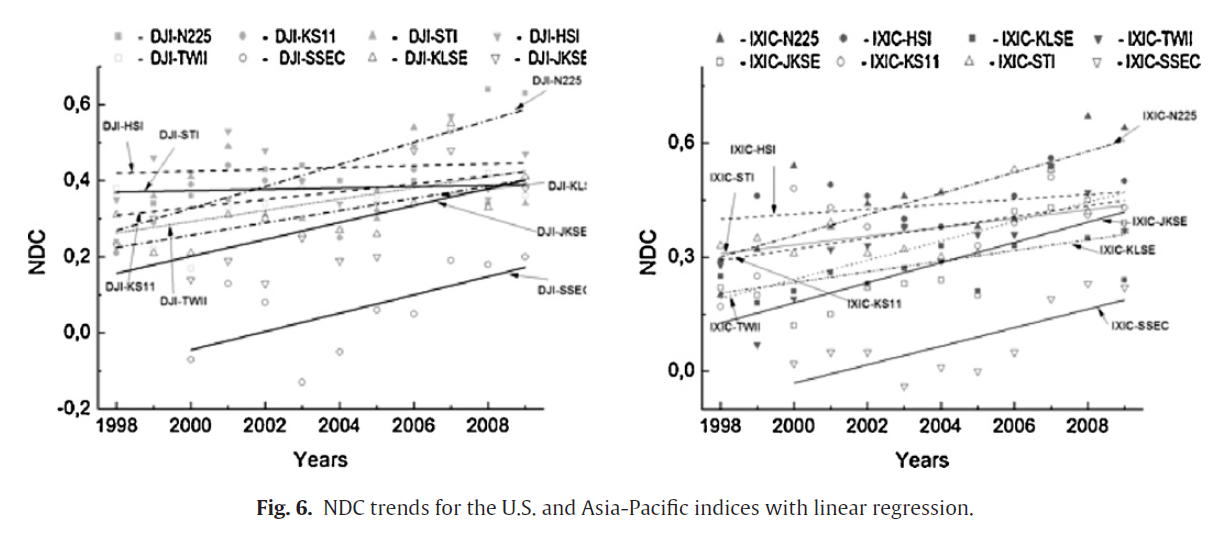 - DJI-N225 - DJI-KS11 - DJI-STI - DJI-HSI
- DJI-TWII - DJI-SSEC - DJI-KLSE - DJI-JKSE
DJI-N225
DJI-HSI
DJI-STI
DJI-KLS
DJI-JKSE
DJI-KS11
DJI-TWII
DJI-SSEC
0,6
0,4
0,2
0,0
-0,2
NDC
1998 2000 2002 2004 2006 2008
Years
- IXIC-N225 - IXIC-HSI - IXIC-KLSE - IXIC-TWII
- IXIC-JKSE - IXIC-KS11 - IXIC-STI - IXIC-SSEC
IXIC-N225
IXIC-HSI
IXIC-STI
IXIC-JKSE
IXIC-KLSE
IXIC-KS11
IXIC-TWII
IXIC-SSEC
0,6
0,3
0,0
NDC
1998 2000 2002 2004 2006 2008
Years
Fig. 6. NDC trends for the U.S. and Asia-Pacific indices with linear regression.